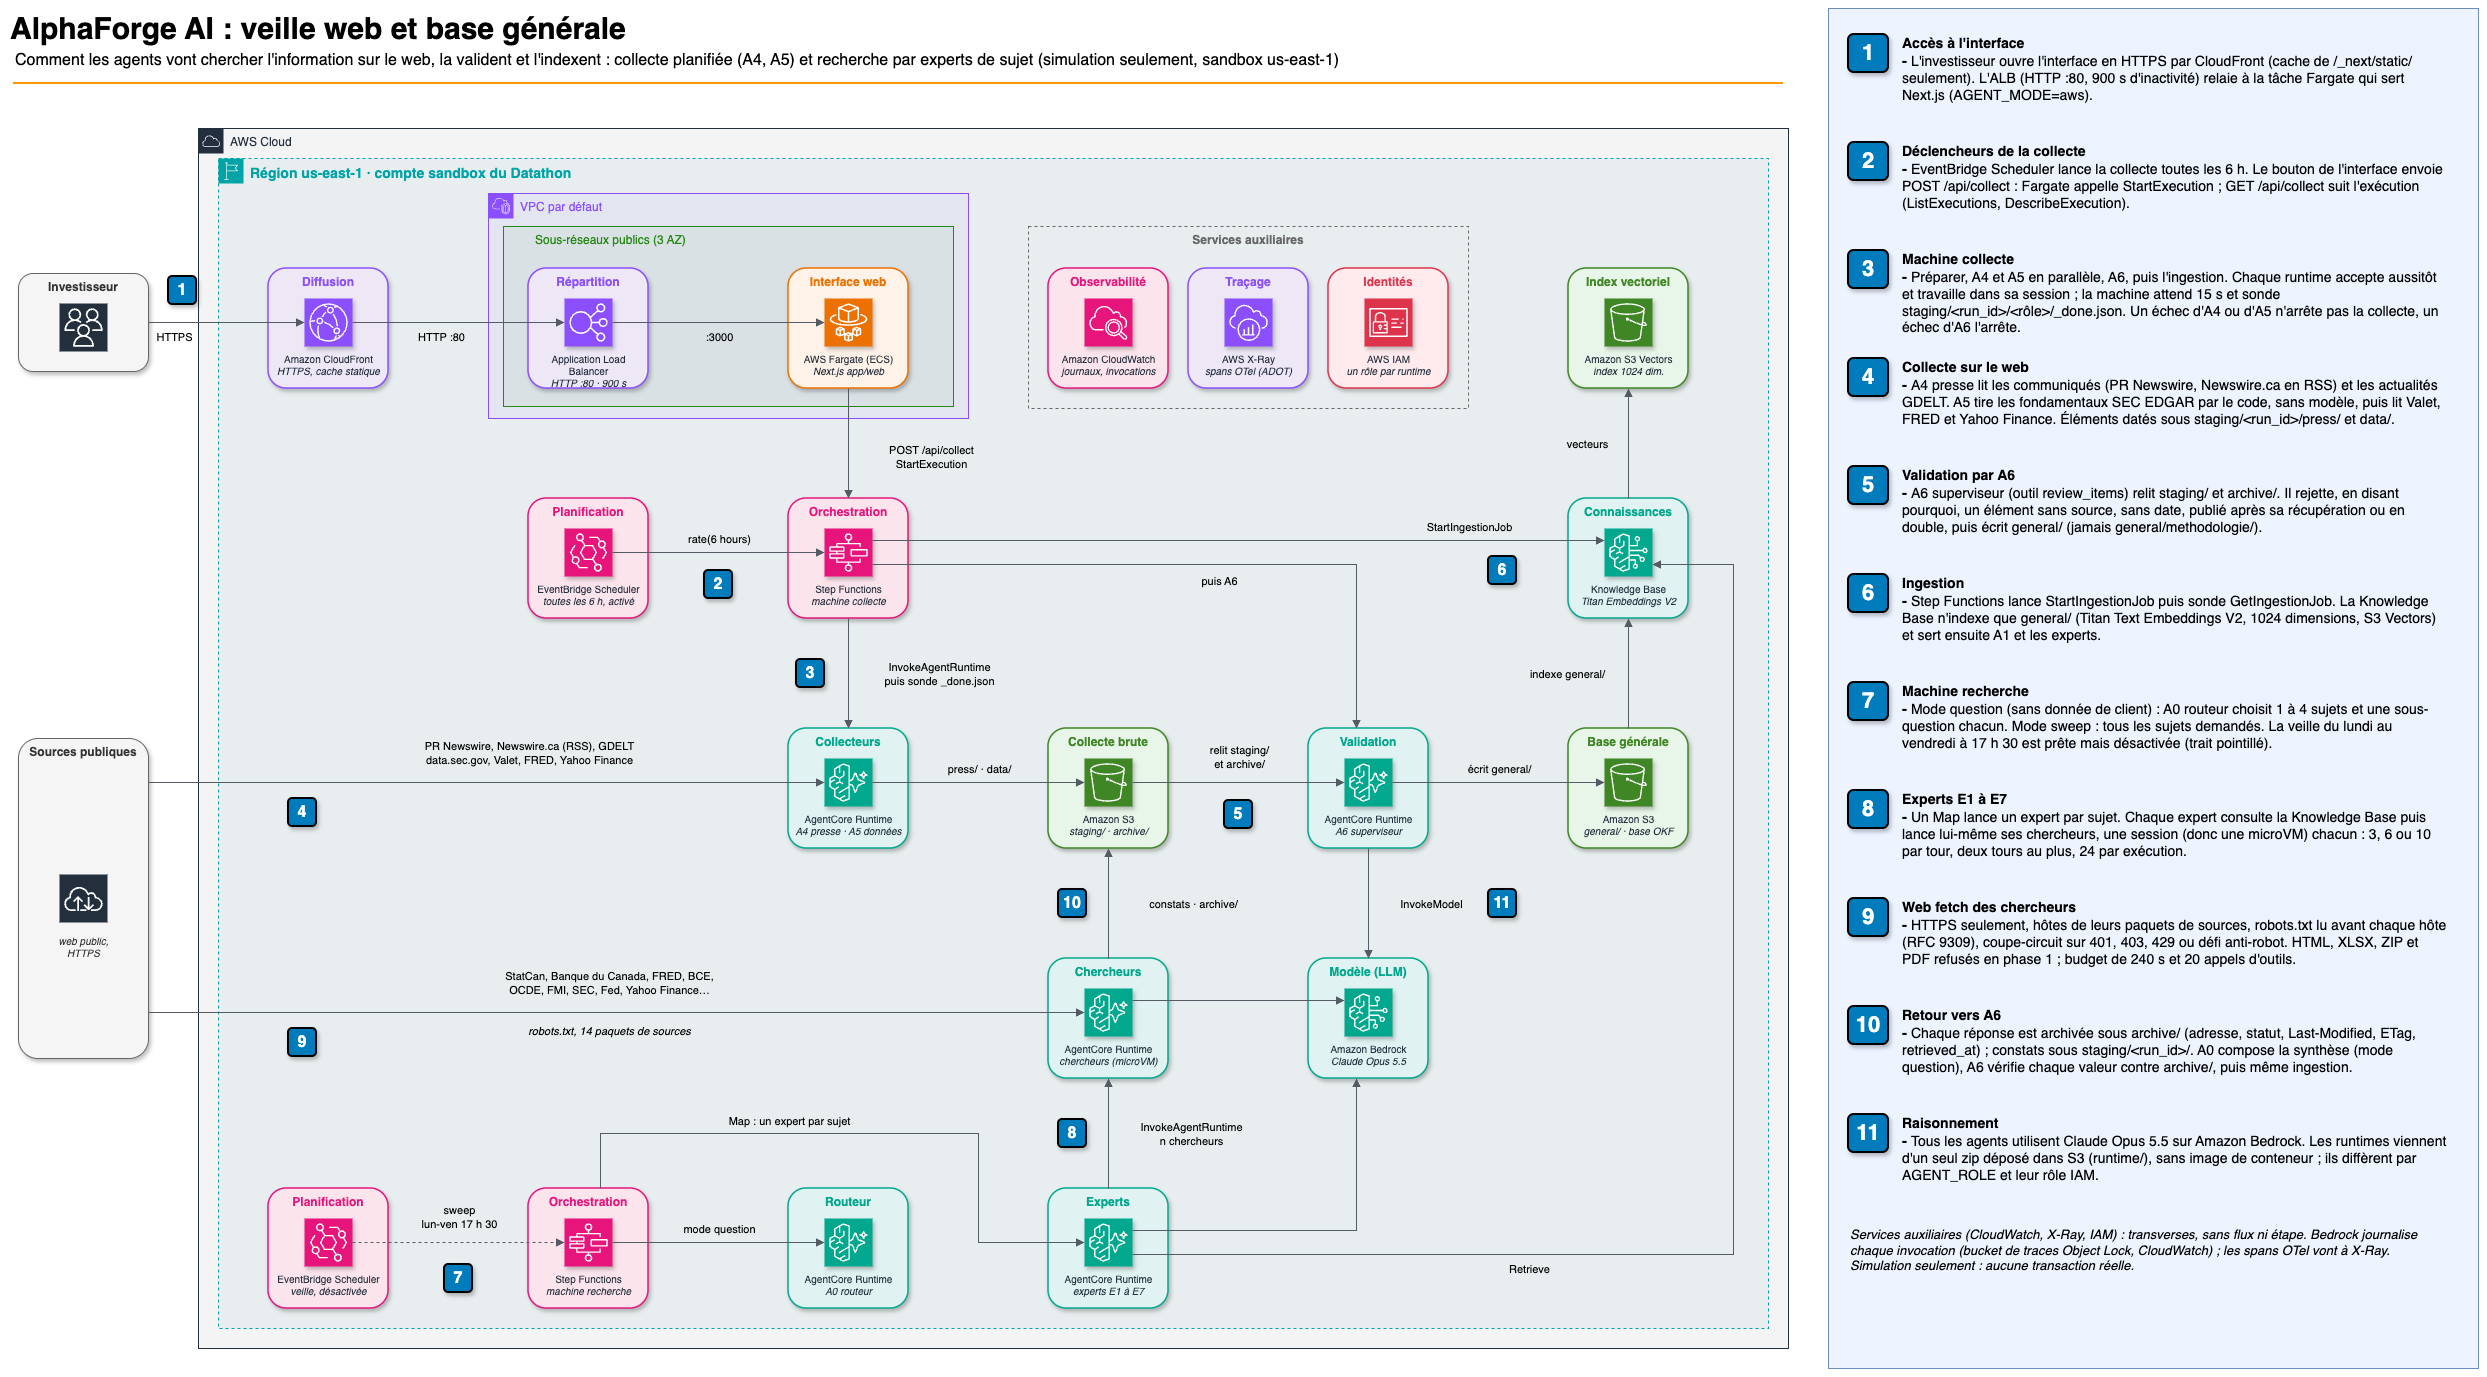 AlphaForge AI : veille web et base générale
Comment les agents vont chercher l'information sur le web, la valident et l'indexent : collecte planifiée (A4, A5) et recherche par experts de sujet (simulation seulement, sandbox us-east-1)
AWS Cloud
Région us-east-1 · compte sandbox du Datathon
VPC par défaut
Sous-réseaux publics (3 AZ)
Services auxiliaires
Investisseur
1
HTTPS
Diffusion
Amazon CloudFront
HTTPS, cache statique
HTTP :80
Répartition
Application Load
Balancer
HTTP :80 · 900 s
:3000
Interface web
AWS Fargate (ECS)
Next.js app/web
Observabilité
Amazon CloudWatch
journaux, invocations
Traçage
AWS X-Ray
spans OTel (ADOT)
Identités
AWS IAM
un rôle par runtime
Index vectoriel
Amazon S3 Vectors
index 1024 dim.
POST /api/collect
StartExecution
vecteurs
Planification
EventBridge Scheduler
toutes les 6 h, activé
rate(6 hours)
2
Orchestration
Step Functions
machine collecte
StartIngestionJob
puis A6
6
Connaissances
Knowledge Base
Titan Embeddings V2
3
InvokeAgentRuntime
puis sonde _done.json
indexe general/
Sources publiques
web public,
HTTPS
PR Newswire, Newswire.ca (RSS), GDELT
data.sec.gov, Valet, FRED, Yahoo Finance
4
Collecteurs
AgentCore Runtime
A4 presse · A5 données
press/ · data/
Collecte brute
Amazon S3
staging/ · archive/
relit staging/
et archive/
5
Validation
AgentCore Runtime
A6 superviseur
écrit general/
Base générale
Amazon S3
general/ · base OKF
10
constats · archive/
InvokeModel
11
StatCan, Banque du Canada, FRED, BCE,
OCDE, FMI, SEC, Fed, Yahoo Finance…
robots.txt, 14 paquets de sources
9
Chercheurs
AgentCore Runtime
chercheurs (microVM)
Modèle (LLM)
Amazon Bedrock
Claude Opus 5.5
Map : un expert par sujet
8
InvokeAgentRuntime
n chercheurs
Planification
EventBridge Scheduler
veille, désactivée
sweep
lun-ven 17 h 30
7
Orchestration
Step Functions
machine recherche
mode question
Routeur
AgentCore Runtime
A0 routeur
Experts
AgentCore Runtime
experts E1 à E7
Retrieve
1
Accès à l'interface
- L'investisseur ouvre l'interface en HTTPS par CloudFront (cache de /_next/static/
seulement). L'ALB (HTTP :80, 900 s d'inactivité) relaie à la tâche Fargate qui sert
Next.js (AGENT_MODE=aws).
2
Déclencheurs de la collecte
- EventBridge Scheduler lance la collecte toutes les 6 h. Le bouton de l'interface envoie
POST /api/collect : Fargate appelle StartExecution ; GET /api/collect suit l'exécution
(ListExecutions, DescribeExecution).
3
Machine collecte
- Préparer, A4 et A5 en parallèle, A6, puis l'ingestion. Chaque runtime accepte aussitôt
et travaille dans sa session ; la machine attend 15 s et sonde
staging/<run_id>/<rôle>/_done.json. Un échec d'A4 ou d'A5 n'arrête pas la collecte, un
échec d'A6 l'arrête.
4
Collecte sur le web
- A4 presse lit les communiqués (PR Newswire, Newswire.ca en RSS) et les actualités
GDELT. A5 tire les fondamentaux SEC EDGAR par le code, sans modèle, puis lit Valet,
FRED et Yahoo Finance. Éléments datés sous staging/<run_id>/press/ et data/.
5
Validation par A6
- A6 superviseur (outil review_items) relit staging/ et archive/. Il rejette, en disant
pourquoi, un élément sans source, sans date, publié après sa récupération ou en
double, puis écrit general/ (jamais general/methodologie/).
6
Ingestion
- Step Functions lance StartIngestionJob puis sonde GetIngestionJob. La Knowledge
Base n'indexe que general/ (Titan Text Embeddings V2, 1024 dimensions, S3 Vectors)
et sert ensuite A1 et les experts.
7
Machine recherche
- Mode question (sans donnée de client) : A0 routeur choisit 1 à 4 sujets et une sous-
question chacun. Mode sweep : tous les sujets demandés. La veille du lundi au
vendredi à 17 h 30 est prête mais désactivée (trait pointillé).
8
Experts E1 à E7
- Un Map lance un expert par sujet. Chaque expert consulte la Knowledge Base puis
lance lui-même ses chercheurs, une session (donc une microVM) chacun : 3, 6 ou 10
par tour, deux tours au plus, 24 par exécution.
9
Web fetch des chercheurs
- HTTPS seulement, hôtes de leurs paquets de sources, robots.txt lu avant chaque hôte
(RFC 9309), coupe-circuit sur 401, 403, 429 ou défi anti-robot. HTML, XLSX, ZIP et
PDF refusés en phase 1 ; budget de 240 s et 20 appels d'outils.
10
Retour vers A6
- Chaque réponse est archivée sous archive/ (adresse, statut, Last-Modified, ETag,
retrieved_at) ; constats sous staging/<run_id>/. A0 compose la synthèse (mode
question), A6 vérifie chaque valeur contre archive/, puis même ingestion.
11
Raisonnement
- Tous les agents utilisent Claude Opus 5.5 sur Amazon Bedrock. Les runtimes viennent
d'un seul zip déposé dans S3 (runtime/), sans image de conteneur ; ils diffèrent par
AGENT_ROLE et leur rôle IAM.
Services auxiliaires (CloudWatch, X-Ray, IAM) : transverses, sans flux ni étape. Bedrock journalise
chaque invocation (bucket de traces Object Lock, CloudWatch) ; les spans OTel vont à X-Ray.
Simulation seulement : aucune transaction réelle.